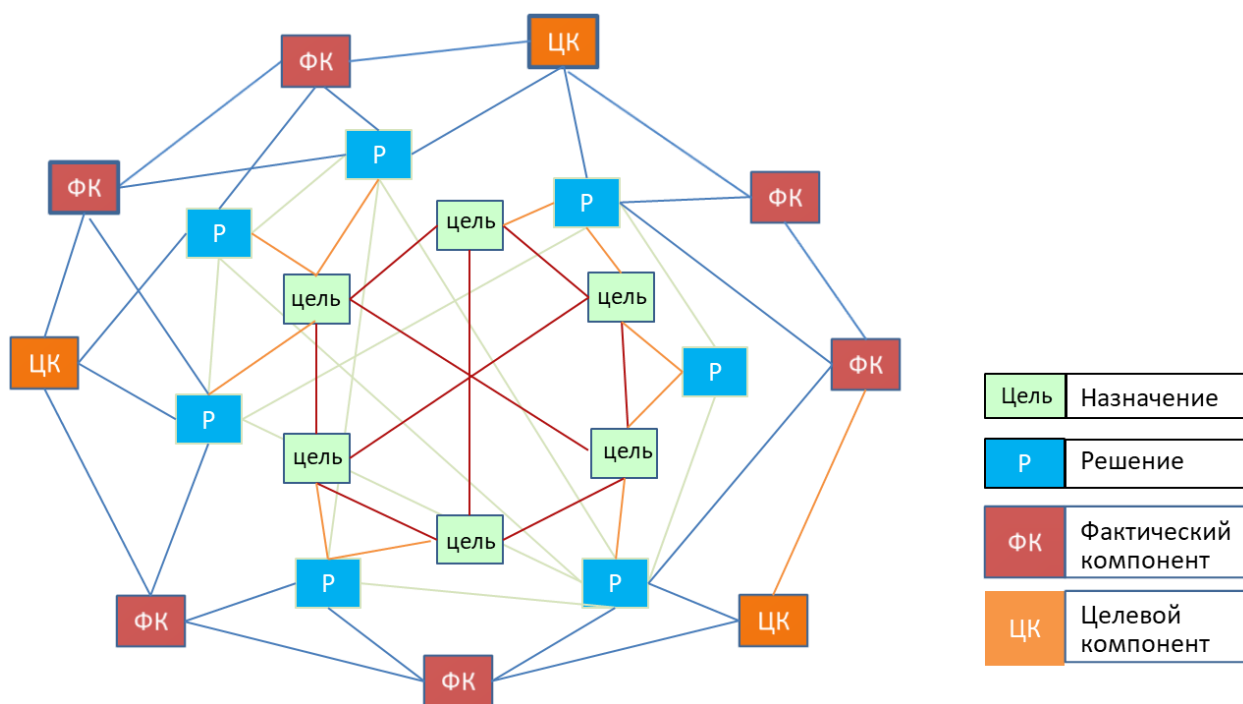 ЦК
ФК
Р
ФК
ФК
Р
Р
цель
цель
цель
ЦК
Р
ФК
Р
цель
цель
цель
Р
Р
ФК
ЦК
ФК
Цель Назначение
Р Решение
ФК Фактический
компонент
ЦК Целевой
компонент